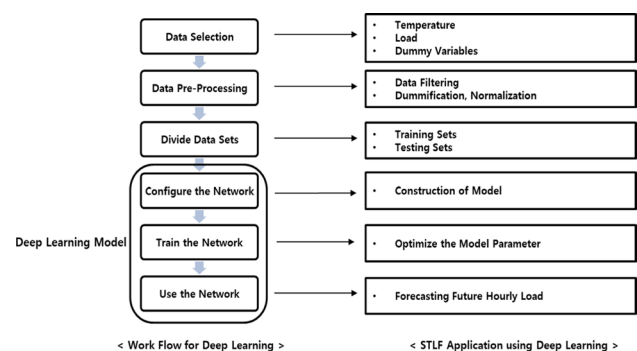 Data Selection
• Temperature
• Load
• Dummy Variables
Data Pre-Processing
• Data Filtering
• Dummification, Normalization
Divide Data Sets
• Training Sets
• Testing Sets
Deep Learning Model
Configure the Network
• Construction of Model
Train the Network
• Optimize the Model Parameter
Use the Network
• Forecasting Future Hourly Load
< Work Flow for Deep Learning >
< STLF Application using Deep Learning >